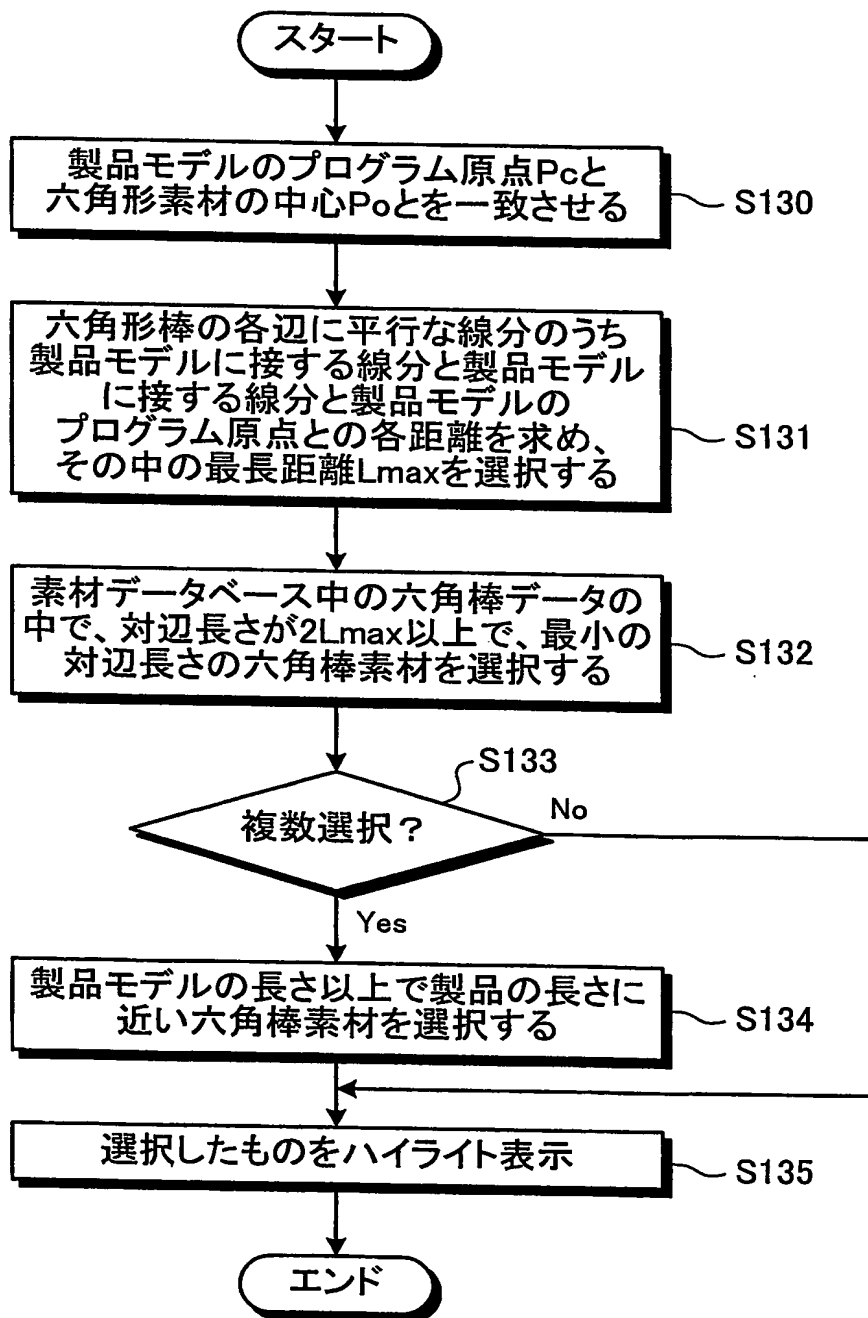 スタート
製品モデルのプログラム原点Pcと
六角形素材の中心Poとを一致させる
S130
六角形棒の各辺に平行な線分のうち
製品モデルに接する線分と製品モデル
に接する線分と製品モデルの
プログラム原点との各距離を求め、
その中の最長距離Lmaxを選択する
S131
素材データベース中の六角棒データの
中で、対辺長さが2Lmax以上で、最小の
対辺長さの六角棒素材を選択する
S132
S133
複数選択？
No
Yes
製品モデルの長さ以上で製品の長さに
近い六角棒素材を選択する
S134
選択したものをハイライト表示
S135
エンド